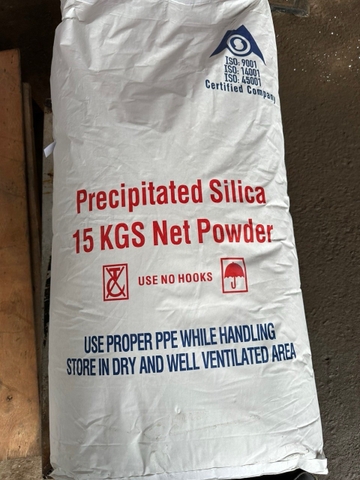 ISO: 9001
ISO: 14001
ISO: 45001
Certified Company
Precipitated Silica
15 KGS Net Powder
USE NO HOOKS
USE PROPER PPE WHILE HANDLING
STORE IN DRY AND WELL VENTILATED AREA